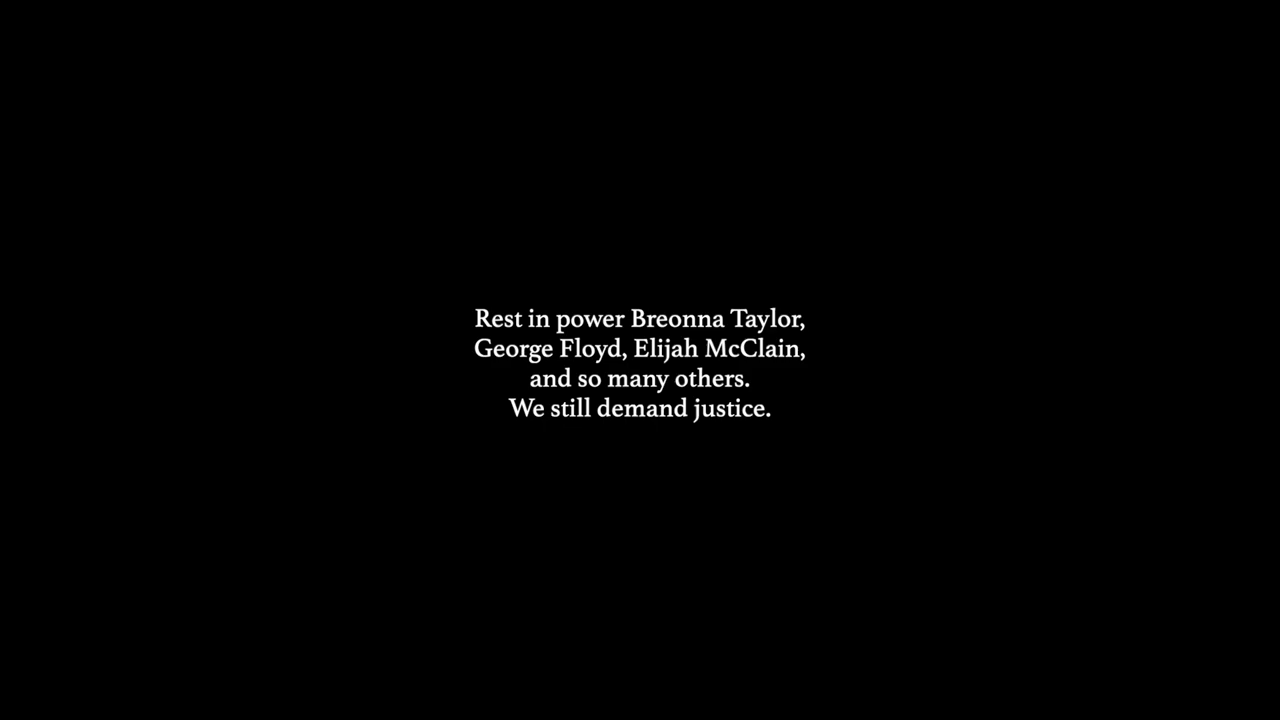 Rest in power Breonna Taylor,
George Floyd, Elijah McClain,
and so many others.
We still demand justice.